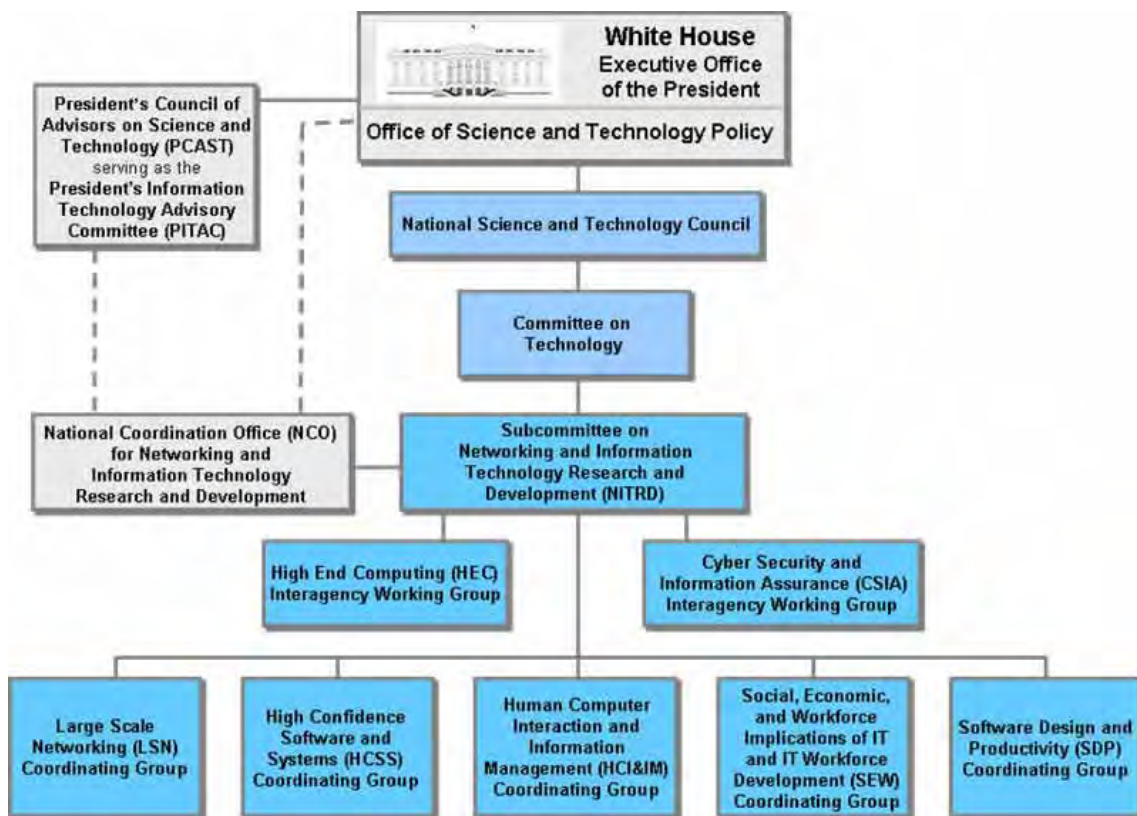 White House
Executive Office
of the President
Office of Science and Technology Policy
President's Council of
Advisors on Science and
Technology (PCAST)
serving as the
President's Information
Technology Advisory
Committee (PITAC)
National Science and Technology Council
Committee on
Technology
National Coordination Office (NCO)
for Networking and
Information Technology
Research and Development
Subcommittee on
Networking and Information
Technology Research and
Development (NITRD)
High End Computing (HEC)
Interagency Working Group
Cyber Security and
Information Assurance (CSIA)
Interagency Working Group
Large Scale
Networking (LSN)
Coordinating Group
High Confidence
Software and
Systems (HCSS)
Coordinating Group
Human Computer
Interaction and
Information
Management (HCI&IM)
Coordinating Group
Social, Economic,
and Workforce
Implications of IT
and IT Workforce
Development (SEW)
Coordinating Group
Software Design and
Productivity (SDP)
Coordinating Group